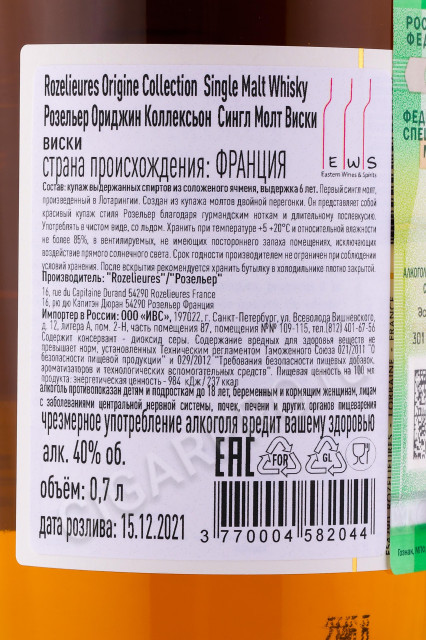 Rozelieures Origine Collection Single Malt Whisky
Розельер Ориджин Коллексьон Сингл Молт Виски
виски
страна происхождения: ФРАНЦИЯ
E W S
Eastern Wines & Spirits
Состав: купаж выдержанных спиртов из соложеного ячменя, выдержка 6 лет. Первый сингл молт,
произведенный в Лотарингии. Создан из купажа молтов двойной перегонки. Он представляет собой
красивый купаж стиля Розельер благодаря гурмандским ноткам и длительному послевкусию.
Употреблять в чистом виде, со льдом. Хранить при температуре +5 +20°С и относительной влажности
не более 85%, в вентилируемых, не имеющих постороннего запаха помещениях, исключающих
воздействие прямого солнечного света. Срок годности производителем не ограничен при соблюдении
условий хранения. После вскрытия рекомендуется хранить бутылку в холодильнике плотно закрытой.
Производитель: "Rozelieures"/"Розельер"
16, rue du Capitaine Durand 54290 Rozelieures France
16, рю дю Капитэн Дюран 54290 Розельер Франция
Импортер в России: ООО «ИВС», 197022, г. Санкт-Петербург, ул. Всеволода Вишневского,
д. 12, литера А, пом. 2-Н, часть помещения 87, помещения №№ 109-115, тел.(812) 401-67-56
Содержит консервант - диоксид серы. Содержание вредных для здоровья веществ не
превышает норм, установленных Техническим регламентом Таможенного Союза 021/2011 "О
безопасности пищевой продукции" и 029/2012 "Требования безопасности пищевых добавок,
ароматизаторов и технологических вспомогательных средств". Пищевая ценность на 100 мл
продукта: энергетическая ценность - 984 кДж/ 237 ккал
алкоголь противопоказан детям и подросткам до 18 лет, беременным и кормящим женщинам, лицам
с заболеваниями центральной нервной системы, почек, печени и других органов пищеварения
чрезмерное употребление алкоголя вредит вашему здоровью
алк. 40% об.
EAC
FOR
GL
объём: 0,7 л
дата розлива: 15.12.2021
3 770004 582044
РОС
ФЕД
ФЕД
СПЕ